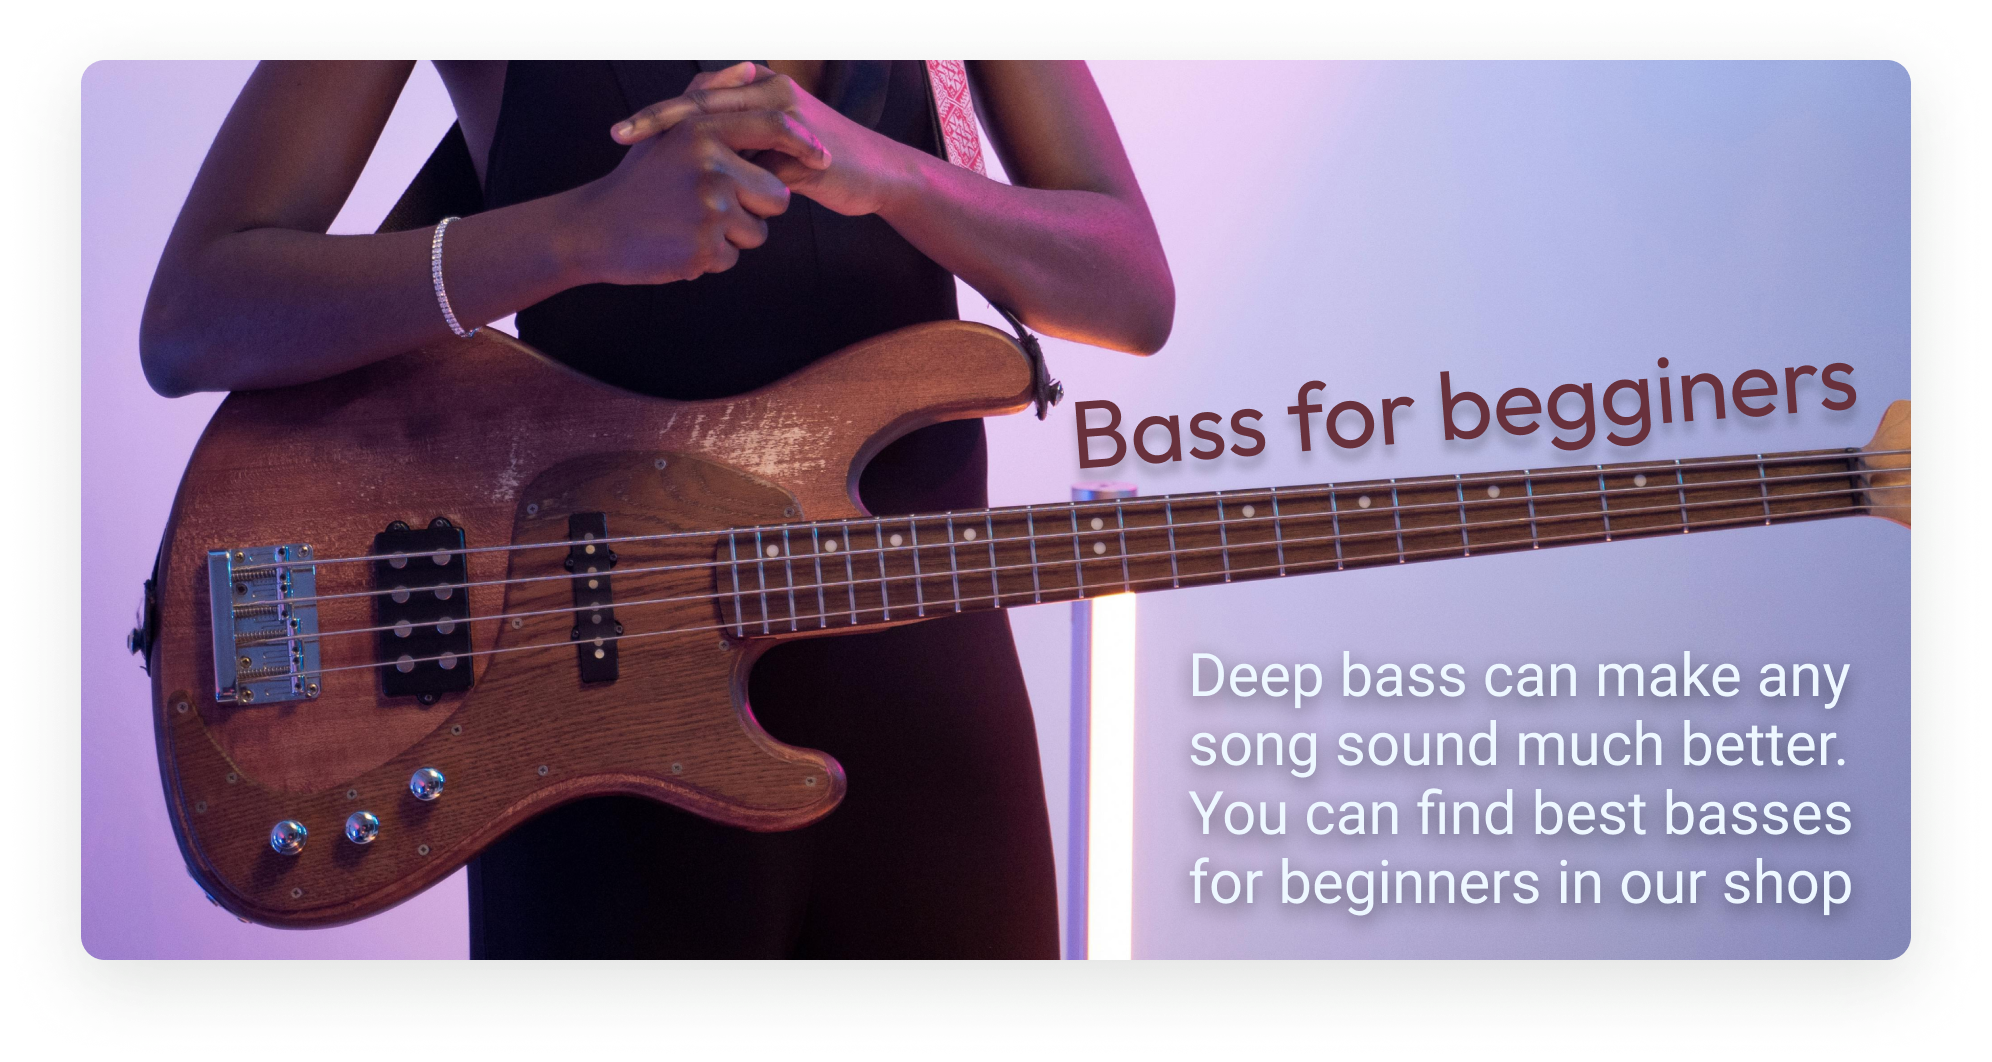 Bass for begginers
Deep bass can make any
song sound much better.
You can find best basses
for beginners in our shop